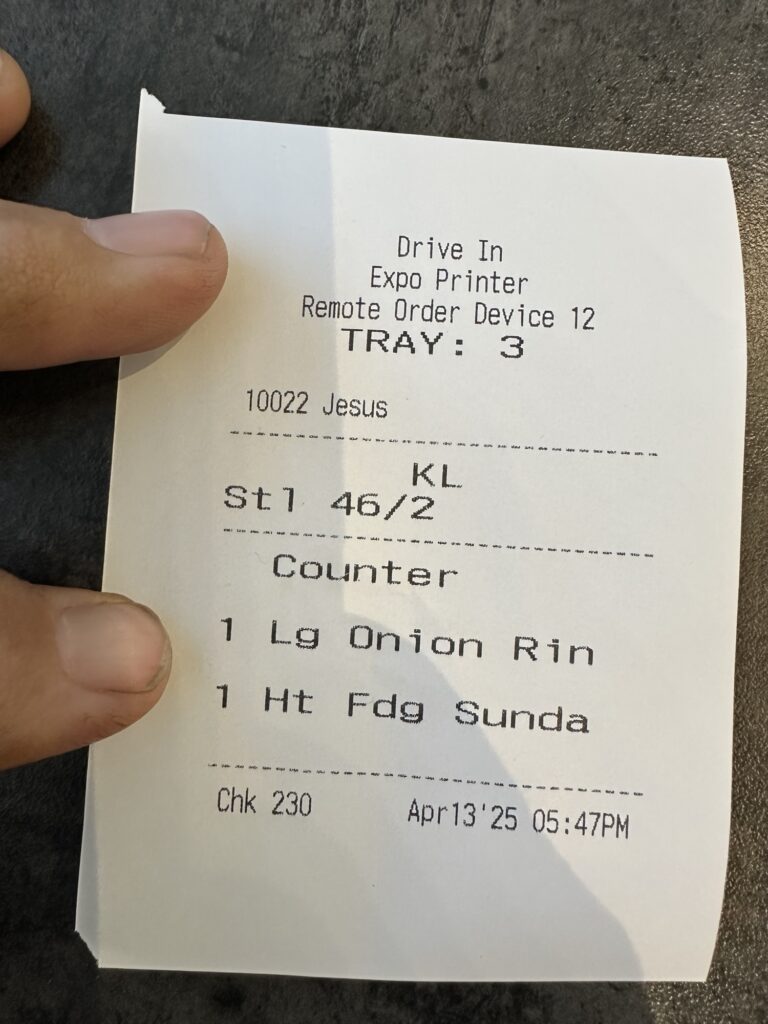 Drive In
Expo Printer
Remote Order Device 12
TRAY: 3
10022 Jesus
KL
Stl 46/2
Counter
1 Lg Onion Rin
1 Ht Fdg Sunda
Chk 230 Apr13'25 05:47PM